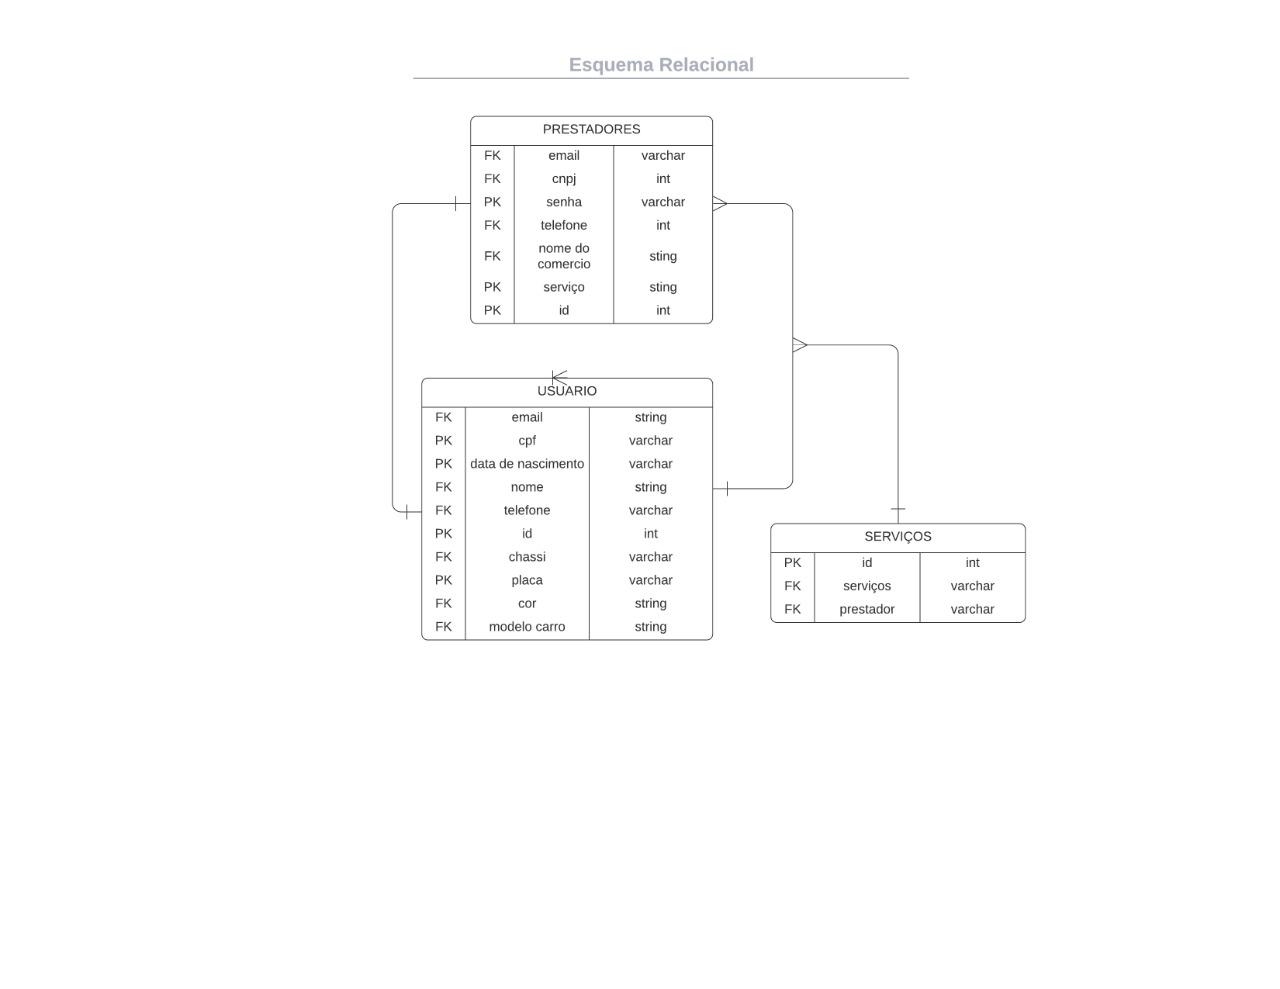 Esquema Relacional
PRESTADORES
FK email varchar
FK cnpj int
PK senha varchar
FK telefone int
FK nome do comercio sting
PK serviço sting
PK id int
USUARIO
FK email string
PK cpf varchar
PK data de nascimento varchar
FK nome string
FK telefone varchar
PK id int
FK chassi varchar
PK placa varchar
FK cor string
FK modelo carro string
SERVIÇOS
PK id int
FK serviços varchar
FK prestador varchar